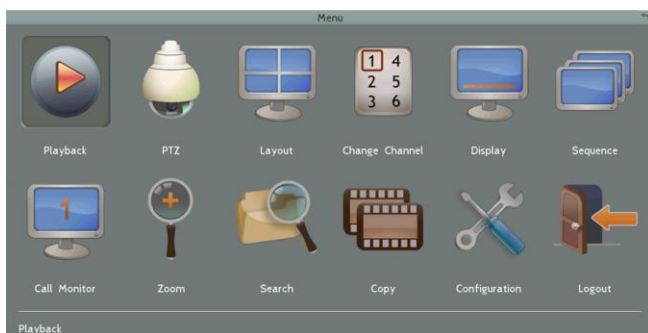 Menu
1 4
2 5
3 6
Playback PTZ Layout Change Channel Display Sequence
1
Call Monitor Zoom Search Copy Configuration Logout
Playback